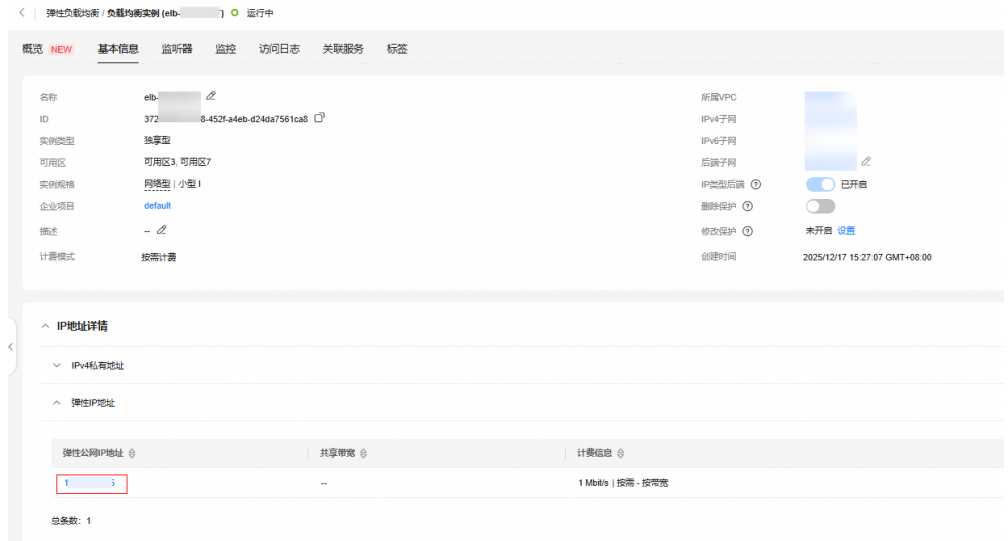 弹性负载均衡 / 负载均衡实例 (elb- ) 运行中
概览 NEW 基本信息 监听器 监控 访问日志 关联服务 标签
名称 elb-
所属VPC
ID 372 8-452f-a4eb-d24da7561ca8
IPv4子网
实例类型 独享型
IPv6子网
可用区 可用区3, 可用区7
后端子网
实例规格 网络型 | 小型 I
IP类型后端 已开启
企业项目 default
删除保护
描述 --
修改保护 未开启 设置
计费模式 按需计费
创建时间 2025/12/17 15:27:07 GMT+08:00
IP地址详情
IPv4私有地址
弹性IP地址
弹性公网IP地址 共享带宽 计费信息
1 5 -- 1 Mbit/s | 按需 - 按带宽
总条数: 1